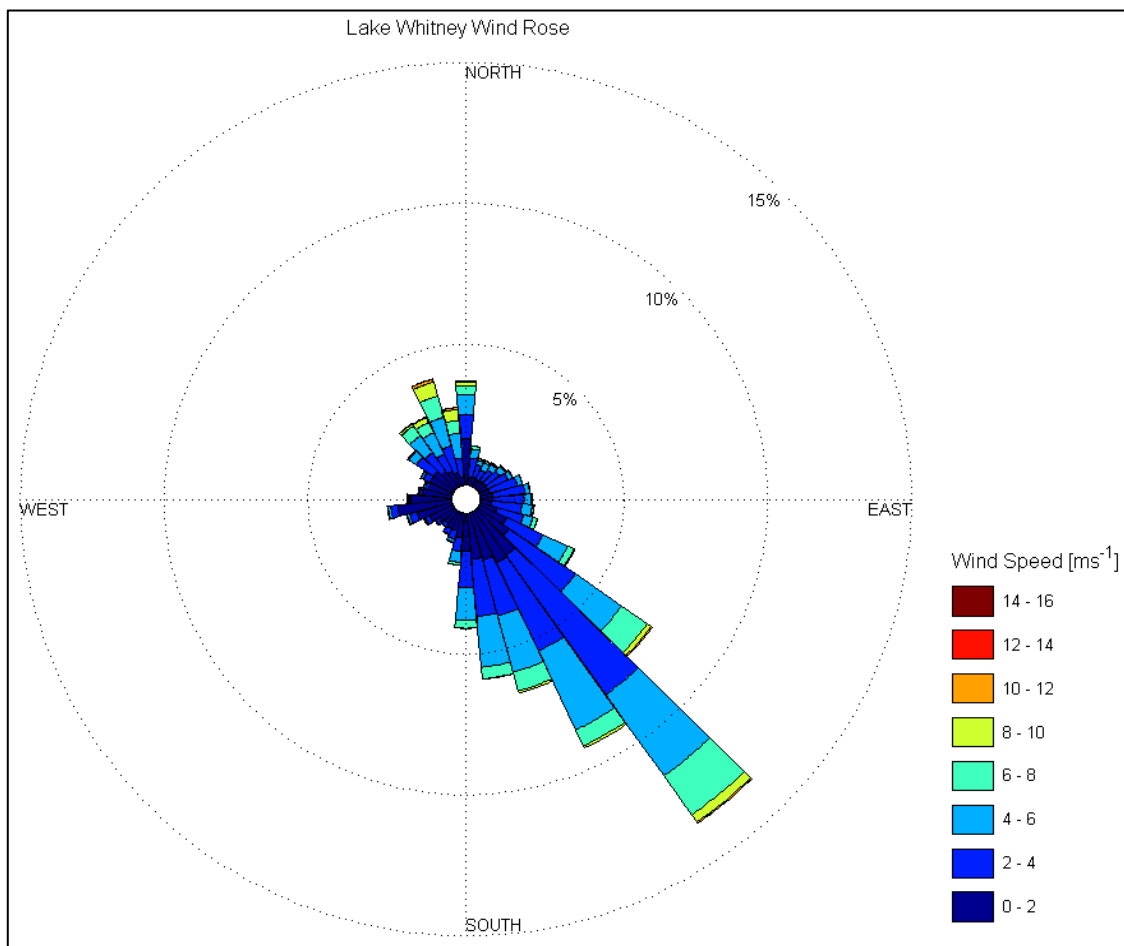 Lake Whitney Wind Rose
NORTH
15%
10%
5%
WEST
EAST
SOUTH
Wind Speed [ms⁻¹]
14 - 16
12 - 14
10 - 12
8 - 10
6 - 8
4 - 6
2 - 4
0 - 2